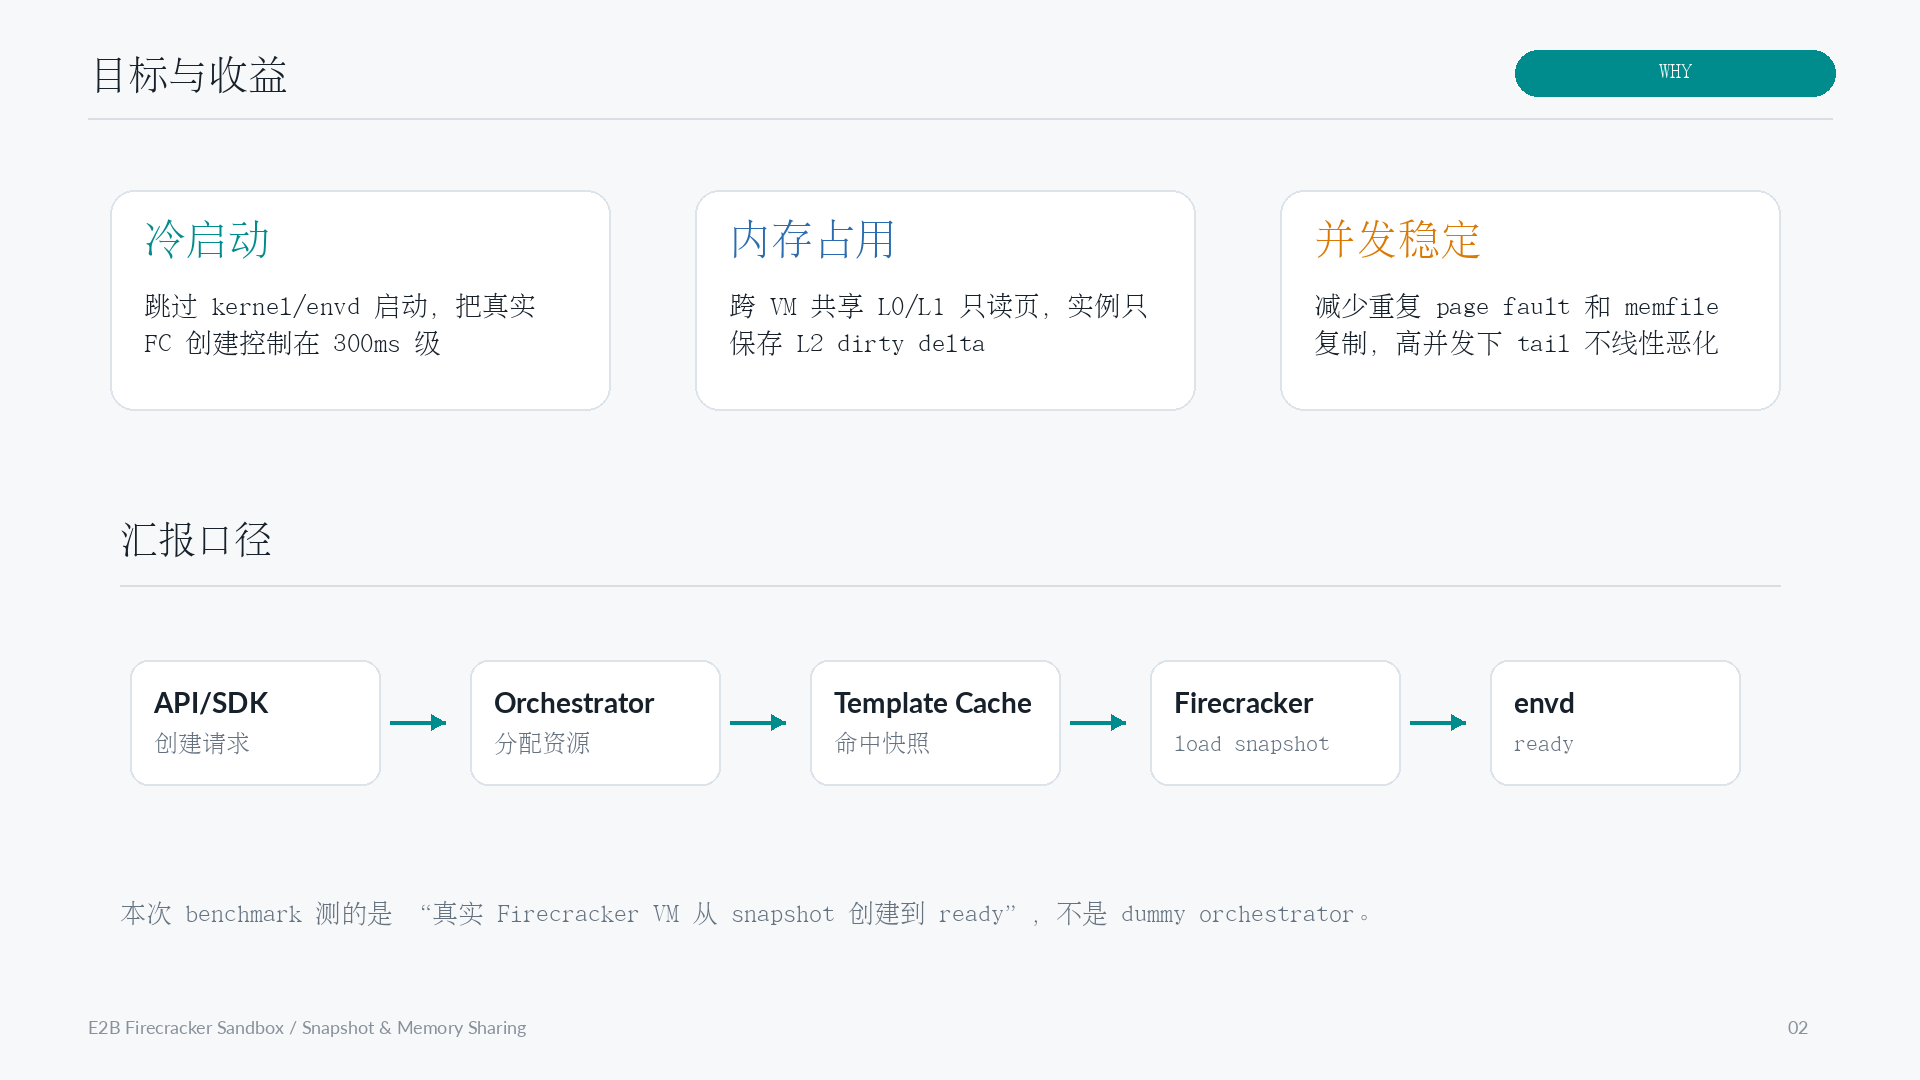 目标与收益
WHY
冷启动
跳过 kernel/envd 启动, 把真实
FC 创建控制在 300ms 级
内存占用
跨 VM 共享 L0/L1 只读页, 实例只
保存 L2 dirty delta
并发稳定
减少重复 page fault 和 memfile
复制, 高并发下 tail 不线性恶化
汇报口径
API/SDK
创建请求
Orchestrator
分配资源
Template Cache
命中快照
Firecracker
load snapshot
envd
ready
本次 benchmark 测的是 “真实 Firecracker VM 从 snapshot 创建到 ready” , 不是 dummy orchestrator。
E2B Firecracker Sandbox / Snapshot & Memory Sharing
02